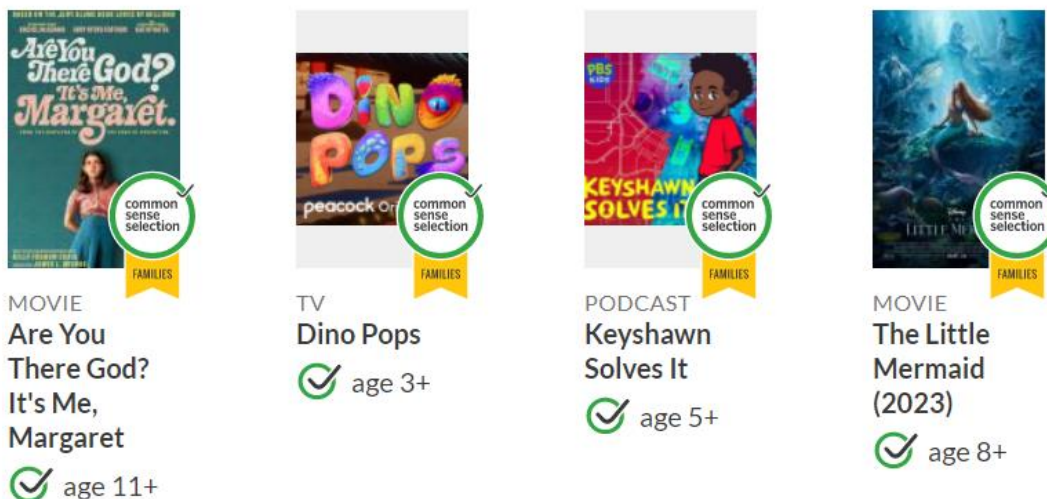 Are You
There God?
It's Me,
Margaret.
common
sense
selection
FAMILIES
MOVIE
Are You
There God?
It's Me,
Margaret
age 11+
DINO
POPS
peacock
common
sense
selection
FAMILIES
TV
Dino Pops
age 3+
PBS
KIDS
KEYSHAWN
SOLVES IT
common
sense
selection
FAMILIES
PODCAST
Keyshawn
Solves It
age 5+
Disney
common
sense
selection
FAMILIES
MOVIE
The Little
Mermaid
(2023)
age 8+